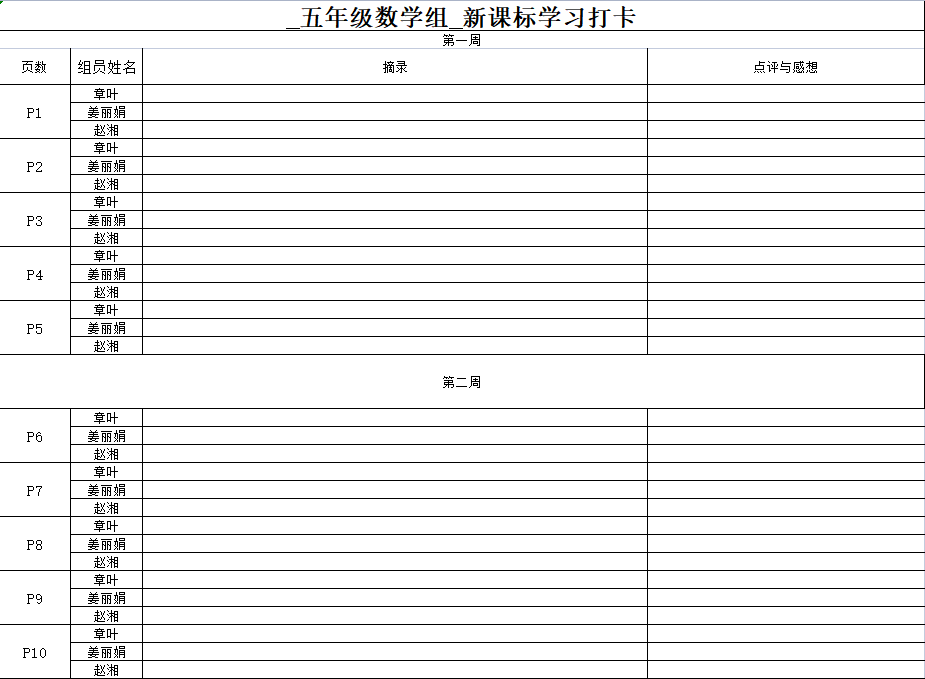 _五年级数学组_新课标学习打卡
第一周
页数 组员姓名 摘录 点评与感想
P1 章叶
姜丽娟
赵湘
P2 章叶
姜丽娟
赵湘
P3 章叶
姜丽娟
赵湘
P4 章叶
姜丽娟
赵湘
P5 章叶
姜丽娟
赵湘
第二周
P6 章叶
姜丽娟
赵湘
P7 章叶
姜丽娟
赵湘
P8 章叶
姜丽娟
赵湘
P9 章叶
姜丽娟
赵湘
P10 章叶
姜丽娟
赵湘